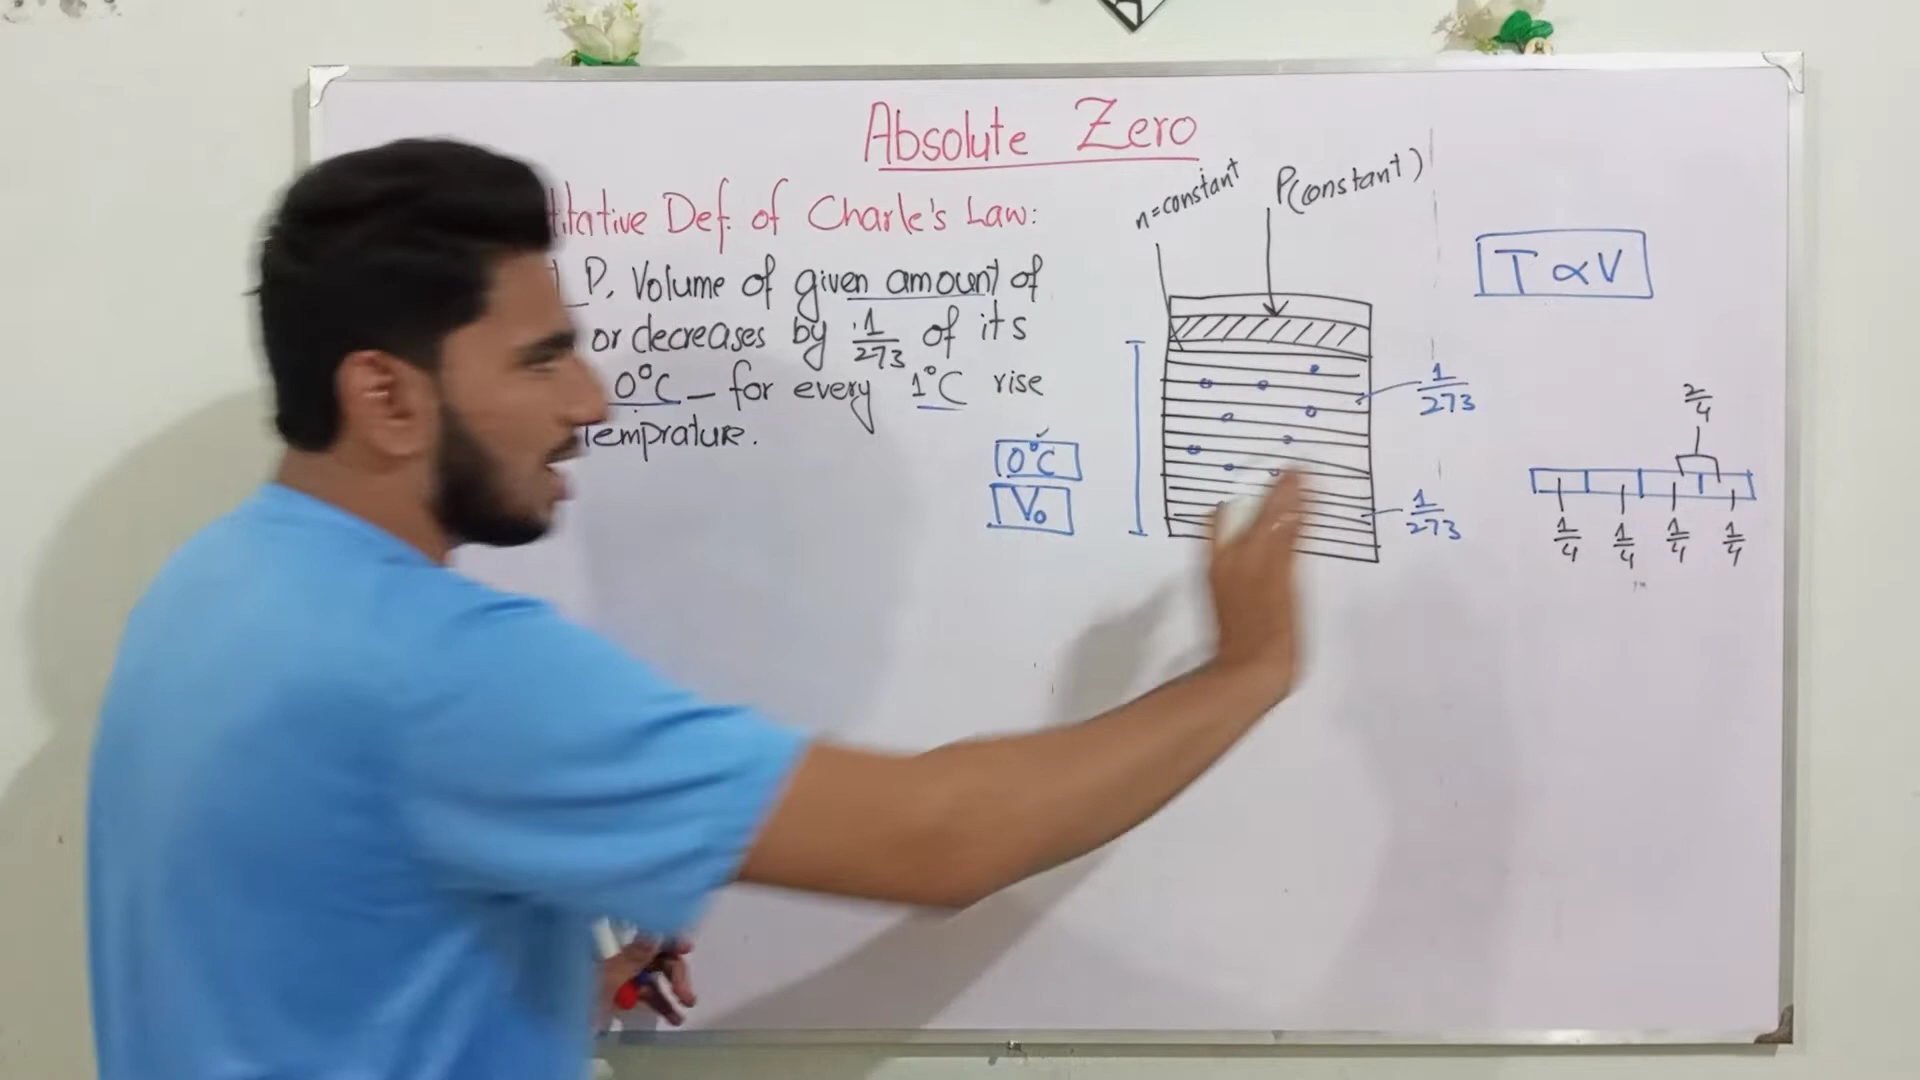 Absolute Zero
Def. of Charle's Law:
P. Volume of given amount of
or decreases by 1/273 of its
0°C – for every 1°C rise
Temprature.
0°C
V₀
n=constant
P(constant)
1/273
1/273
T ∝ V
2/4
1/4 1/4 1/4 1/4